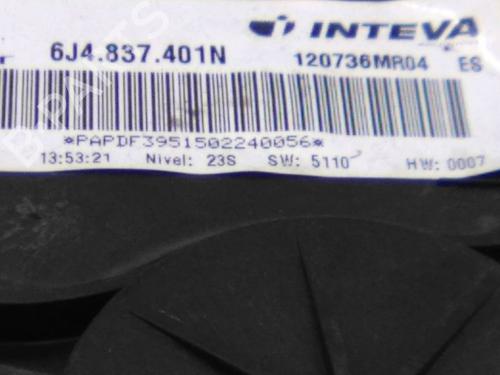 INTEVA
6J4.837.401N
120736MR04 ES
*PAPDF3951502240056*
13:53:21 Nivel: 23S SW: 5110 HW: 0007